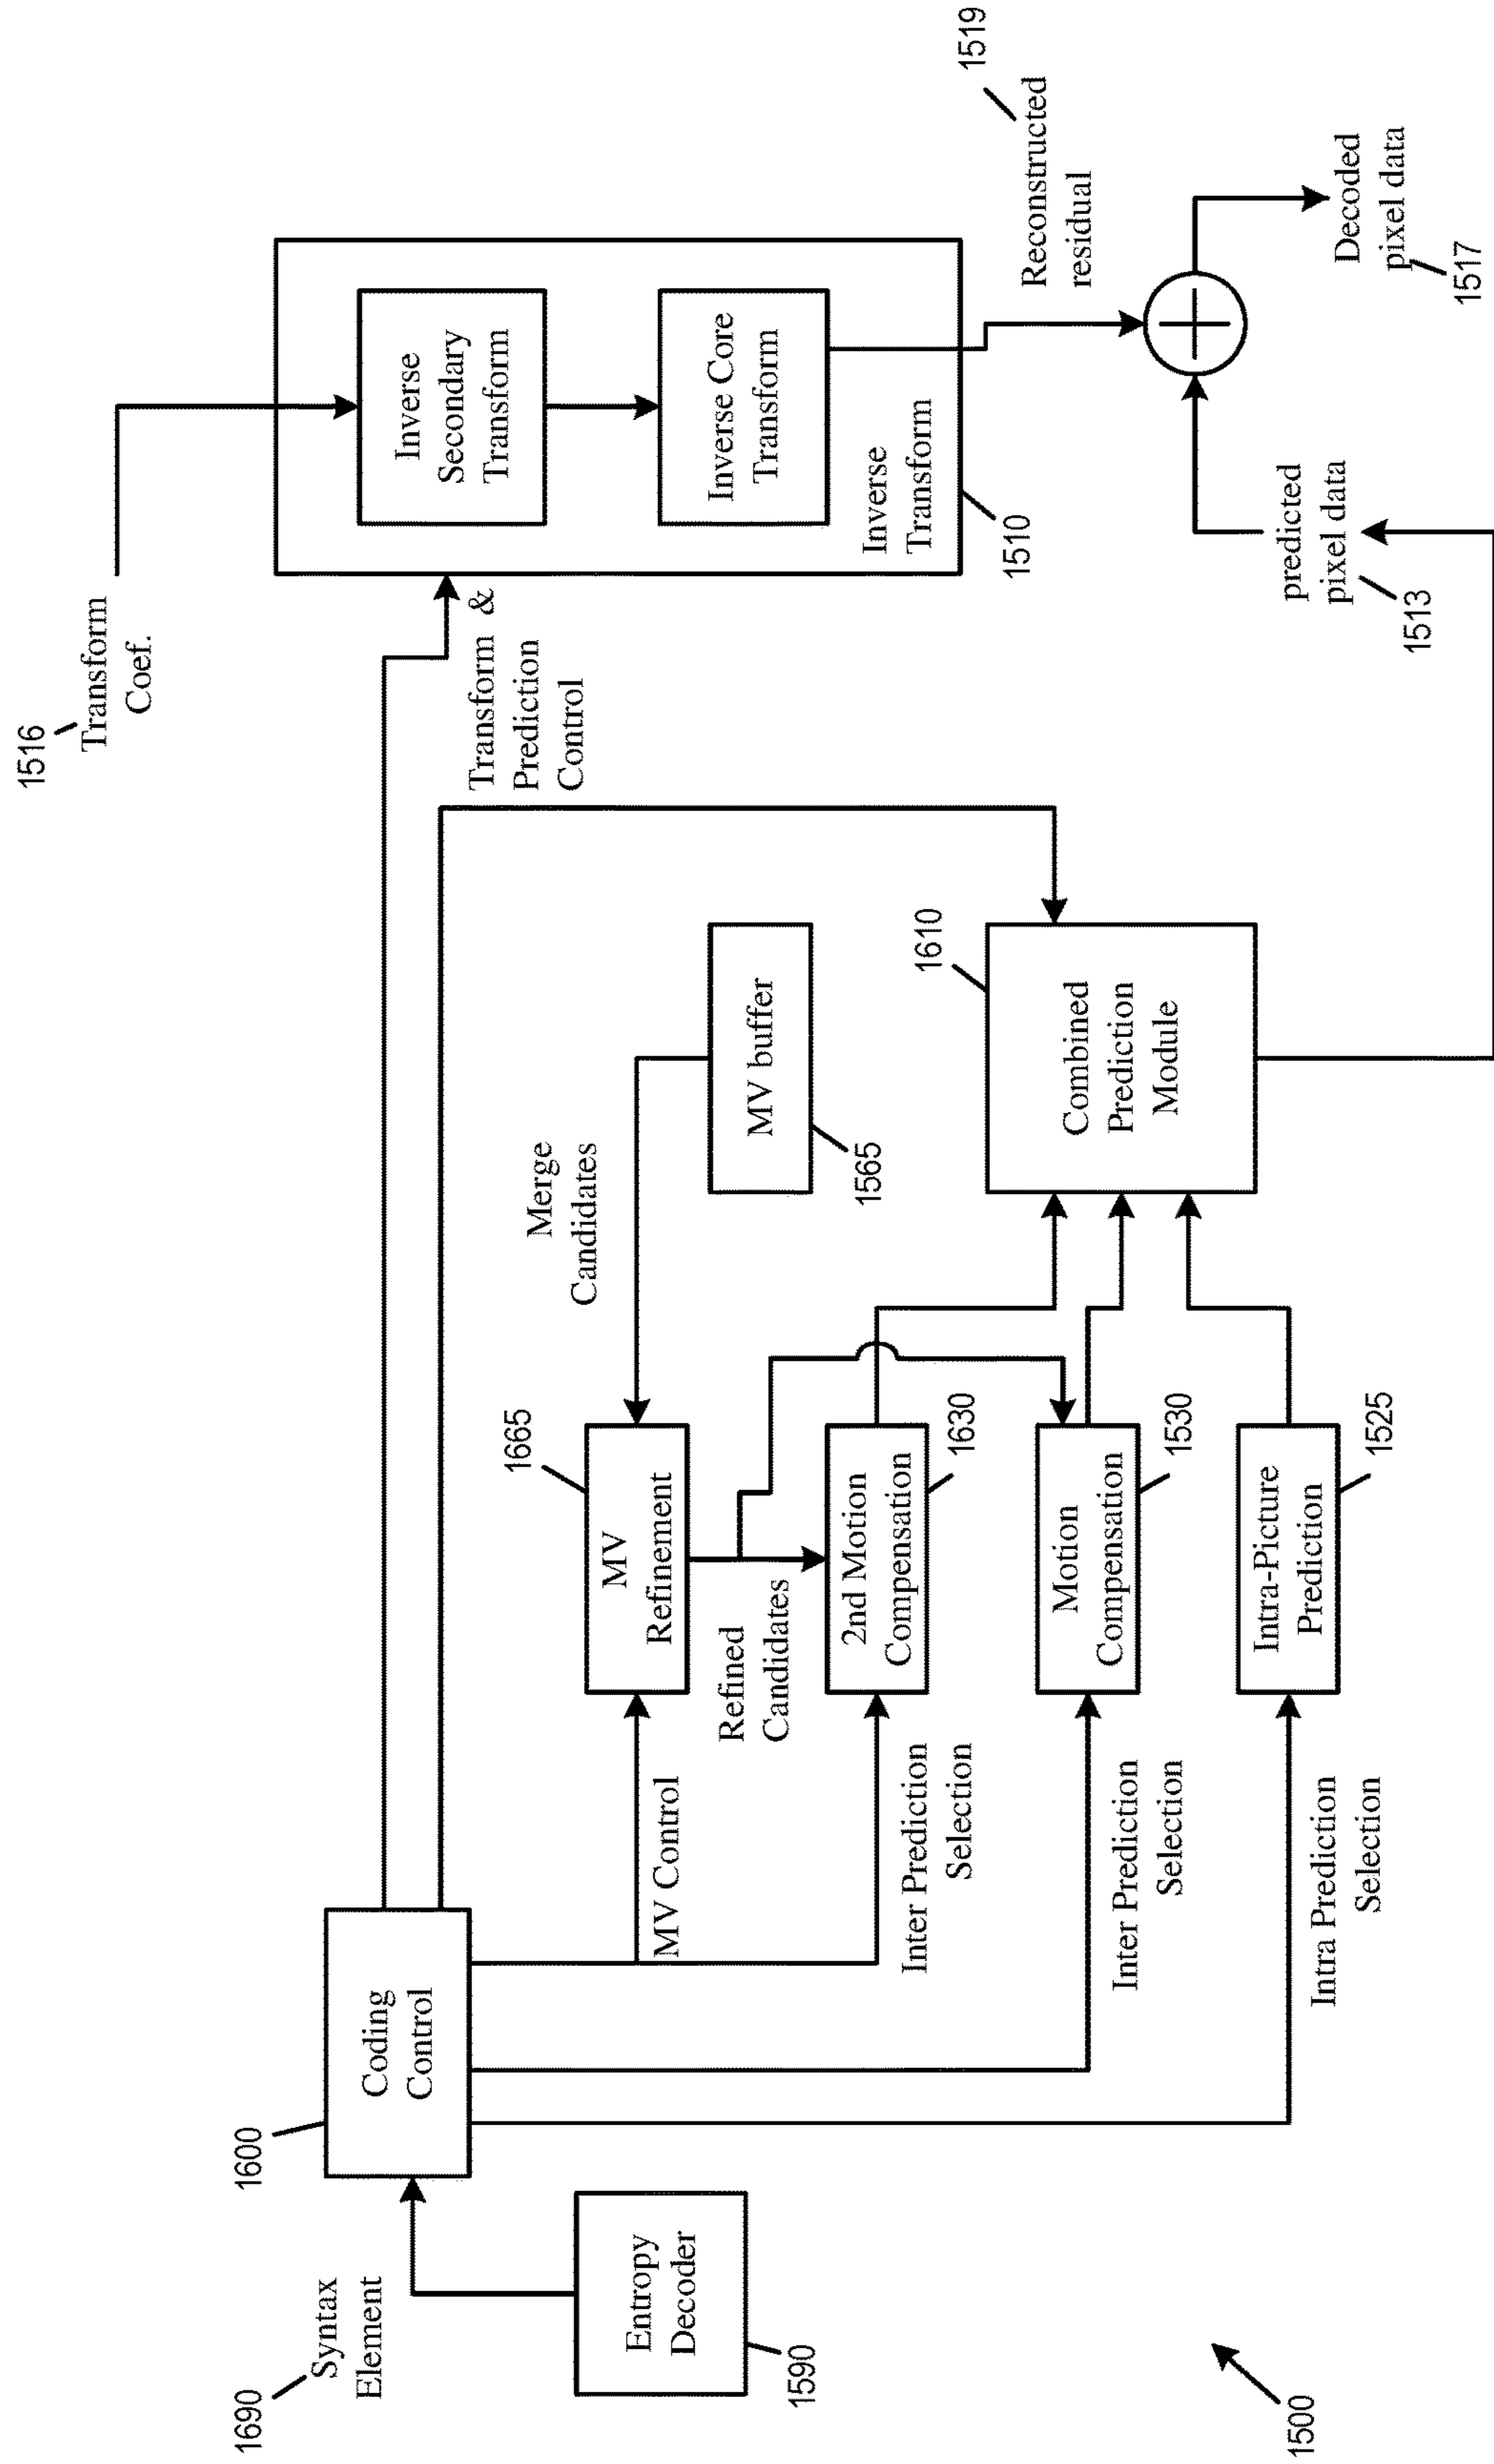 1690
Syntax
Element
Entropy
Decoder
1590
1600
Coding
Control
MV Control
Inter Prediction
Selection
Inter Prediction
Selection
Intra Prediction
Selection
1665
MV
Refinement
Refined
Candidates
2nd Motion
Compensation
1630
Motion
Compensation
1530
Intra-Picture
Prediction
1525
Merge
Candidates
MV buffer
1565
1610
Combined
Prediction
Module
1516
Transform
Coef.
Transform &
Prediction
Control
Inverse
Secondary
Transform
Inverse Core
Transform
Inverse
Transform
1510
1519
Reconstructed
residual
predicted
pixel data
1513
Decoded
pixel data
1517
1500